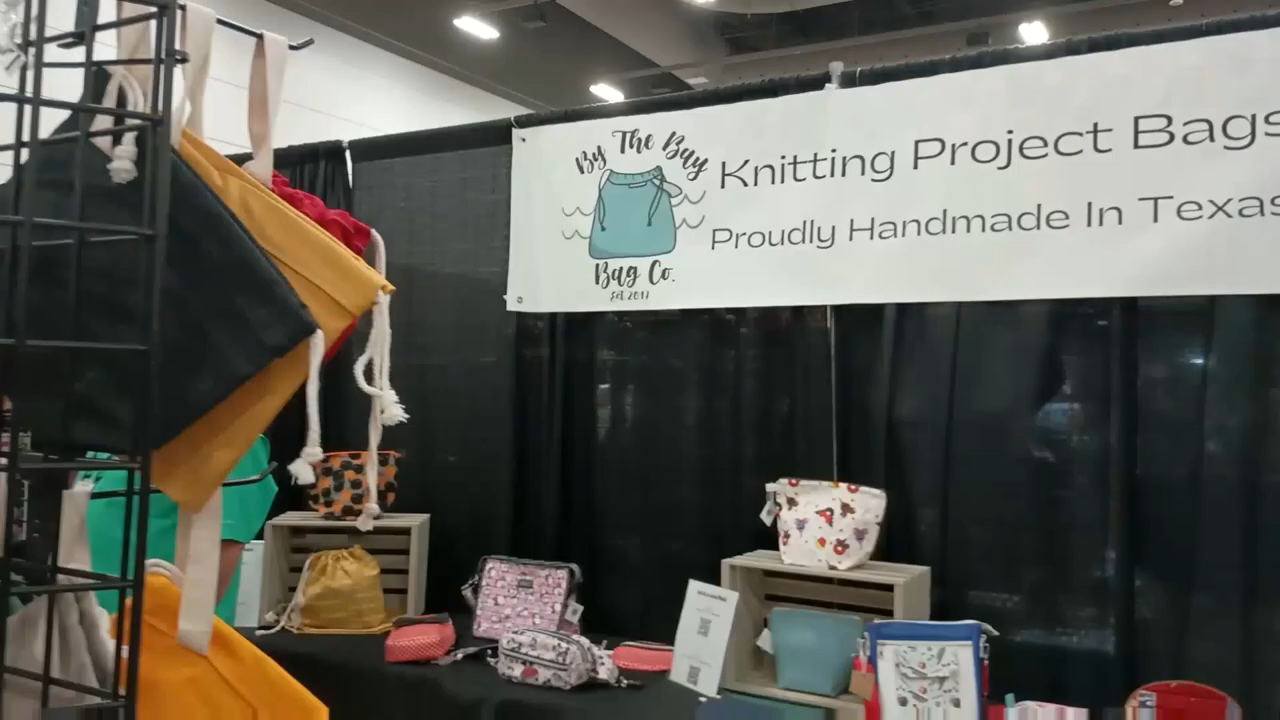 By The Bay
Bag Co.
Est. 2017
Knitting Project Bags
Proudly Handmade In Texas